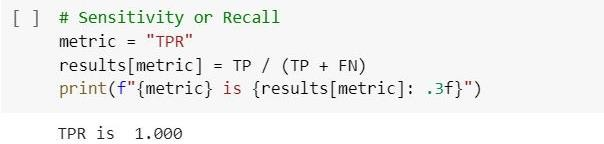 [ ] # Sensitivity or Recall
metric = "TPR"
results[metric] = TP / (TP + FN)
print(f"{metric} is {results[metric]: .3f}")
TPR is  1.000